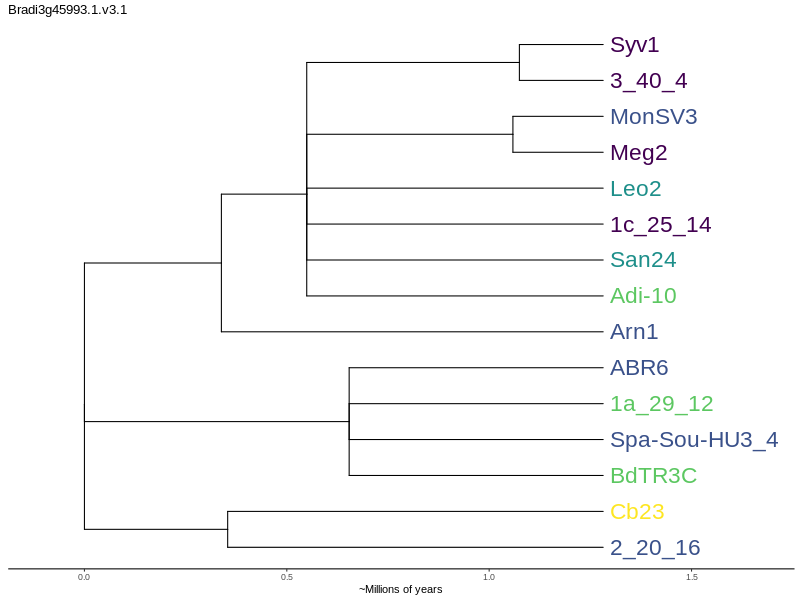 Bradi3g45993.1.v3.1
Syv1
3_40_4
MonSV3
Meg2
Leo2
1c_25_14
San24
Adi-10
Arn1
ABR6
1a_29_12
Spa-Sou-HU3_4
BdTR3C
Cb23
2_20_16
0.0 0.5 1.0 1.5
~Millions of years